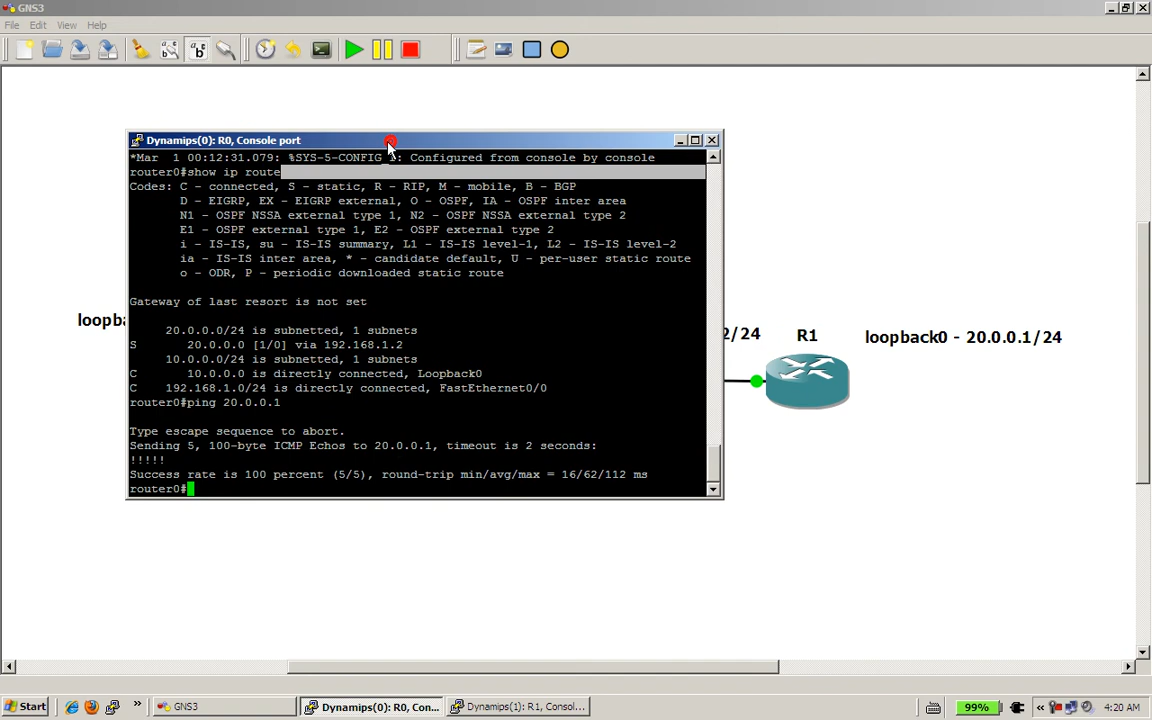 GNS3
File Edit View Help
Dynamips(0): R0, Console port
*Mar 1 00:12:31.079: %SYS-5-CONFIG_I: Configured from console by console
router0#show ip route
Codes: C - connected, S - static, R - RIP, M - mobile, B - BGP
D - EIGRP, EX - EIGRP external, O - OSPF, IA - OSPF inter area
N1 - OSPF NSSA external type 1, N2 - OSPF NSSA external type 2
E1 - OSPF external type 1, E2 - OSPF external type 2
i - IS-IS, su - IS-IS summary, L1 - IS-IS level-1, L2 - IS-IS level-2
ia - IS-IS inter area, * - candidate default, U - per-user static route
o - ODR, P - periodic downloaded static route
Gateway of last resort is not set
20.0.0.0/24 is subnetted, 1 subnets
S 20.0.0.0 [1/0] via 192.168.1.2
10.0.0.0/24 is subnetted, 1 subnets
C 10.0.0.0 is directly connected, Loopback0
C 192.168.1.0/24 is directly connected, FastEthernet0/0
router0#ping 20.0.0.1
Type escape sequence to abort.
Sending 5, 100-byte ICMP Echos to 20.0.0.1, timeout is 2 seconds:
!!!!!
Success rate is 100 percent (5/5), round-trip min/avg/max = 16/62/112 ms
router0#
loopba
2/24
R1
loopback0 - 20.0.0.1/24
Start
GNS3
Dynamips(0): R0, Con...
Dynamips(1): R1, Consol...
99%
4:20 AM